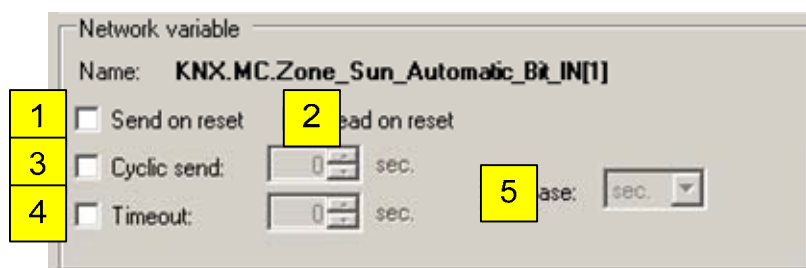 Network variable
Name: KNX.MC.Zone_Sun_Automatic_Bit_IN[1]
1 Send on reset 2 ead on reset
3 Cyclic send: 0 sec.
5 ase: sec.
4 Timeout: 0 sec.